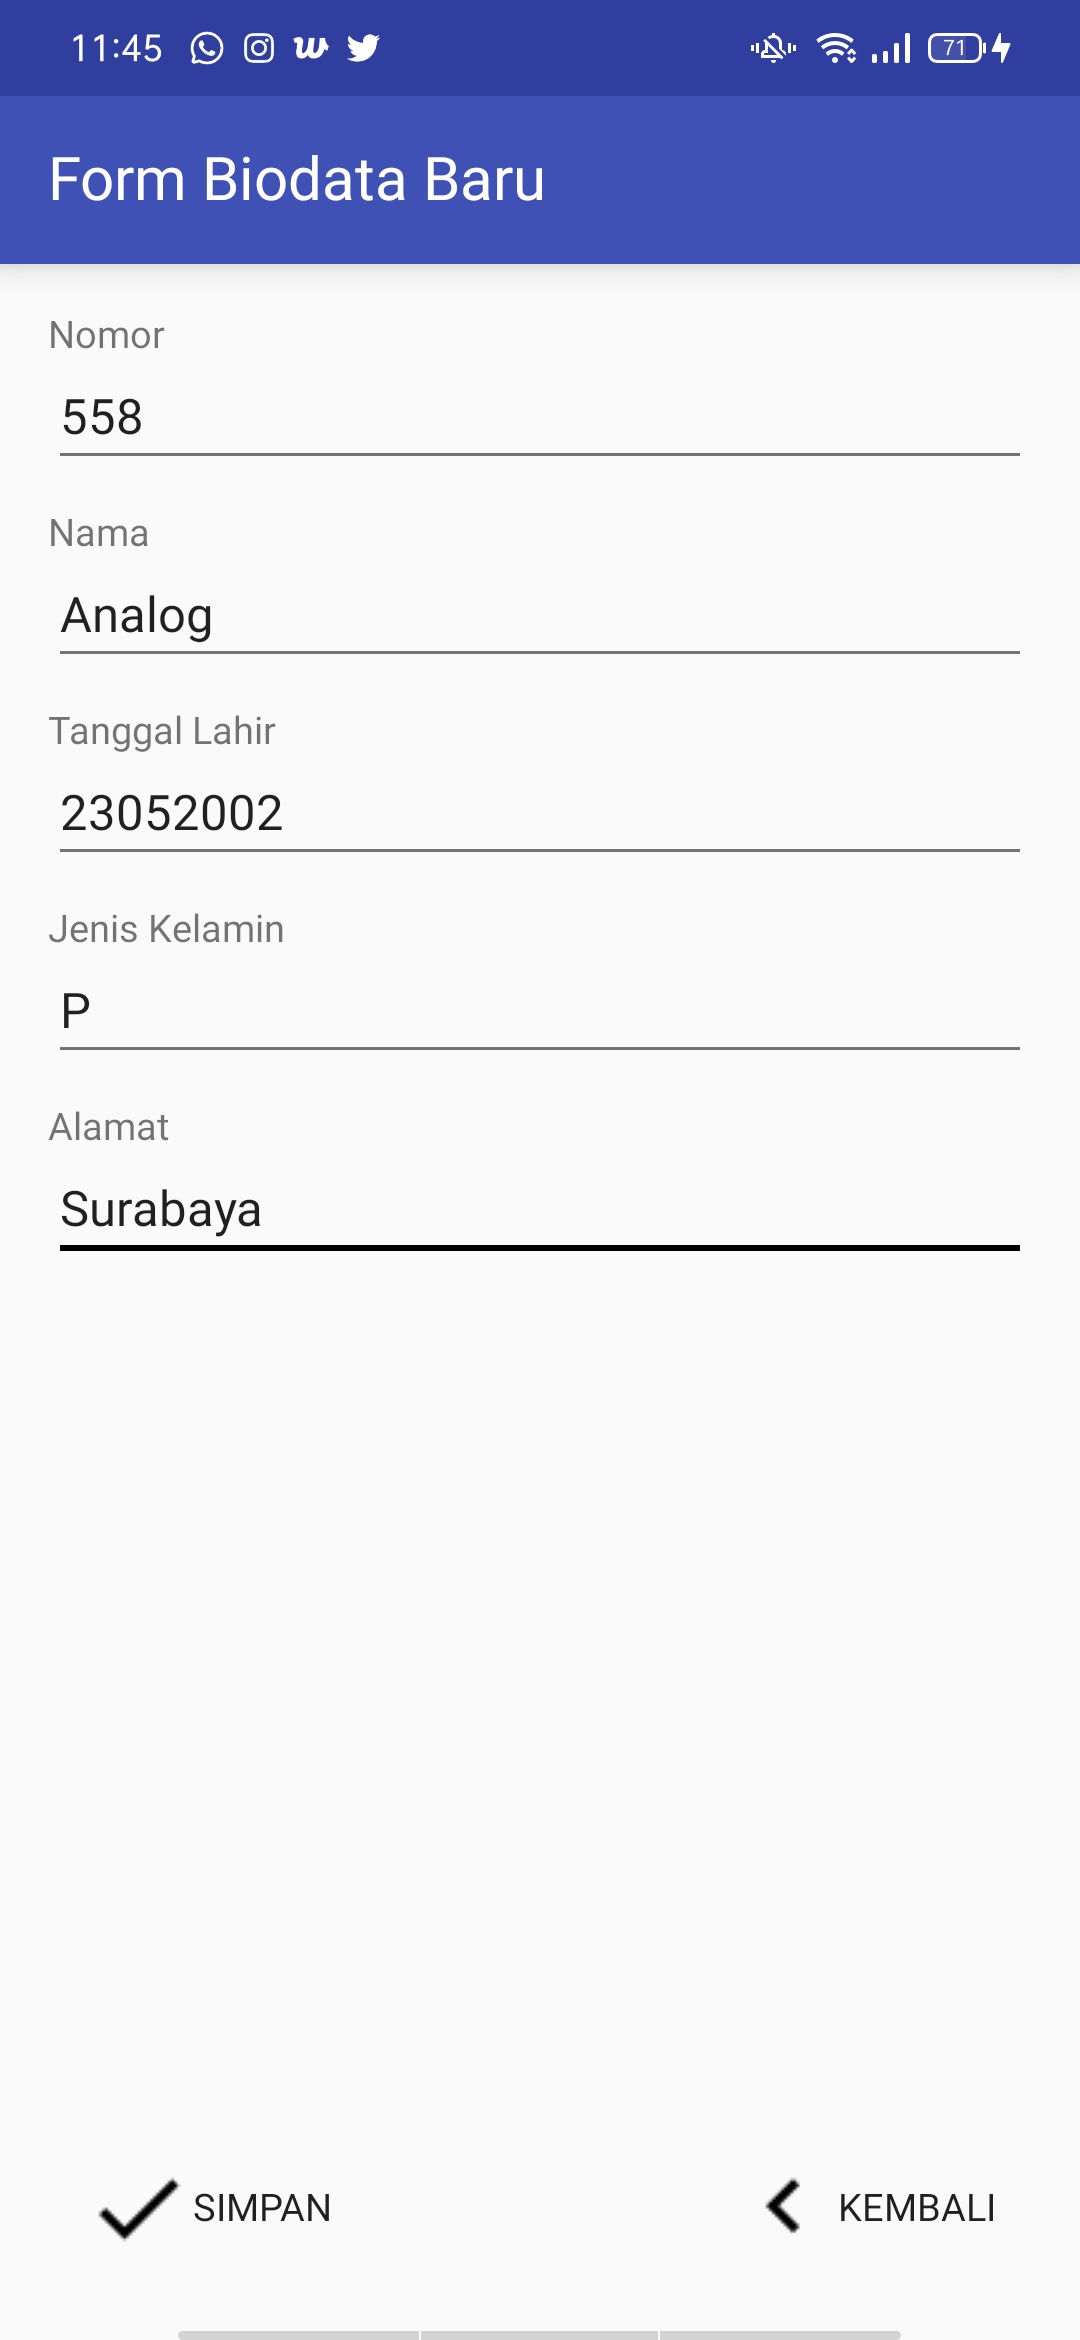 11:45
71
Form Biodata Baru
Nomor
558
Nama
Analog
Tanggal Lahir
23052002
Jenis Kelamin
P
Alamat
Surabaya
SIMPAN
KEMBALI